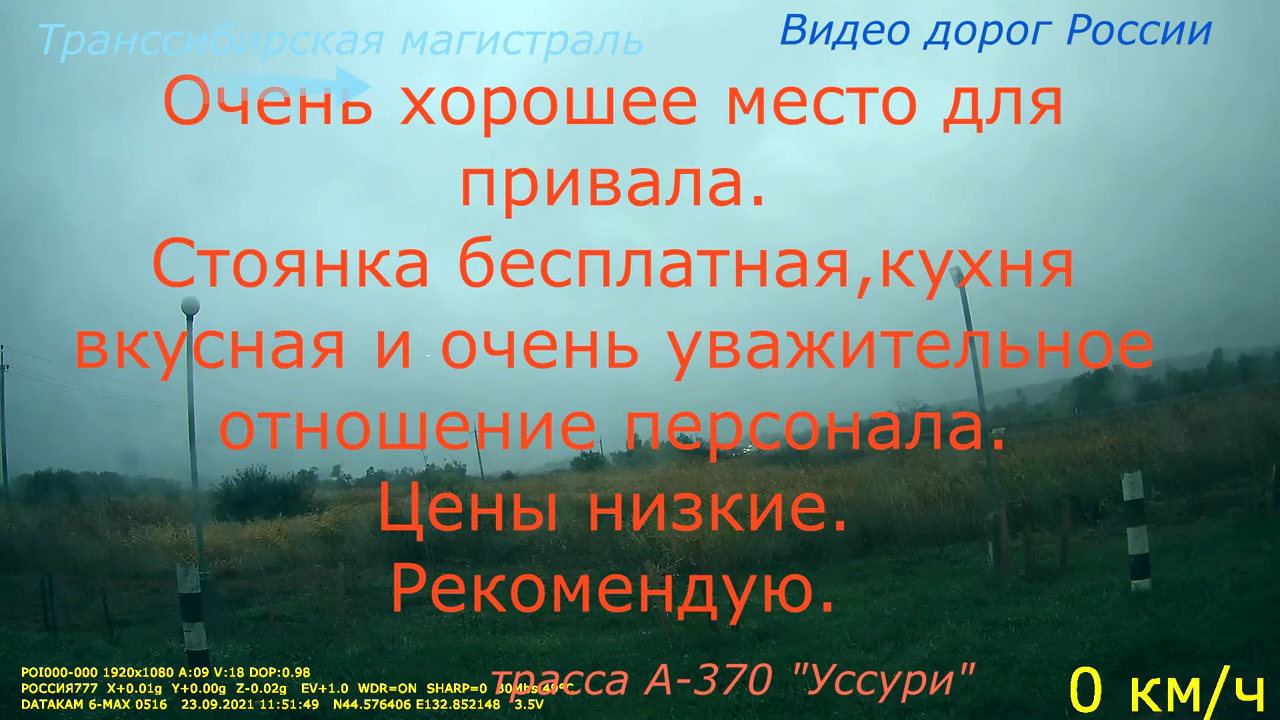 Транссибирская магистраль
Видео дорог России
Очень хорошее место для
привала.
Стоянка бесплатная,кухня
вкусная и очень уважительное
отношение персонала.
Цены низкие.
Рекомендую.
POI000-000 1920x1080 A:09 V:18 DOP:0.98
РОССИЯ777 X+0.01g Y+0.00g Z-0.02g EV+1.0 WDR=ON SHARP=0
DATAKAM 6-MAX 0516 23.09.2021 11:51:49 N44.576406 E132.852148 3.5V
трасса А-370 "Уссури"
0 км/ч